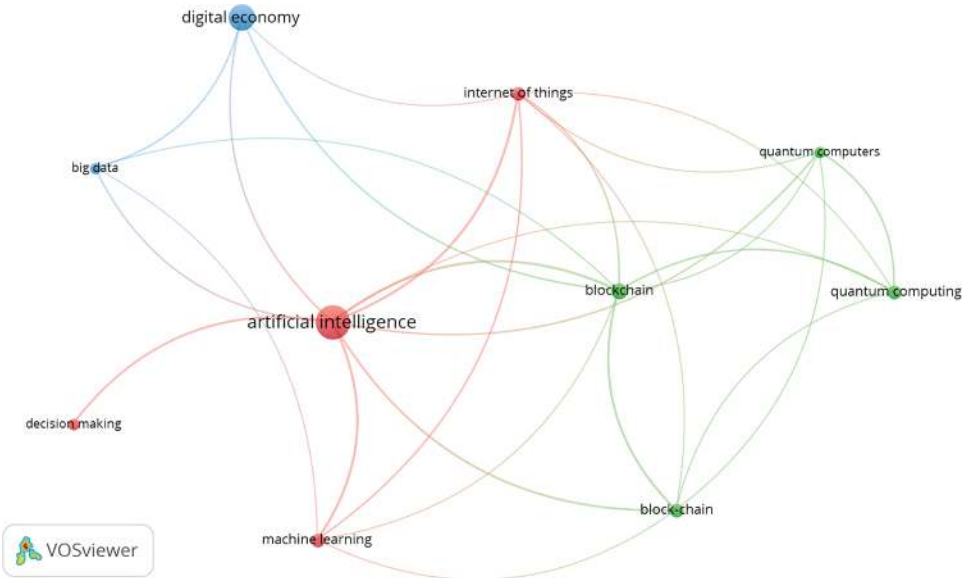 digital economy
internet of things
quantum computers
big data
blockchain
quantum computing
artificial intelligence
decision making
block-chain
machine learning
VOSviewer